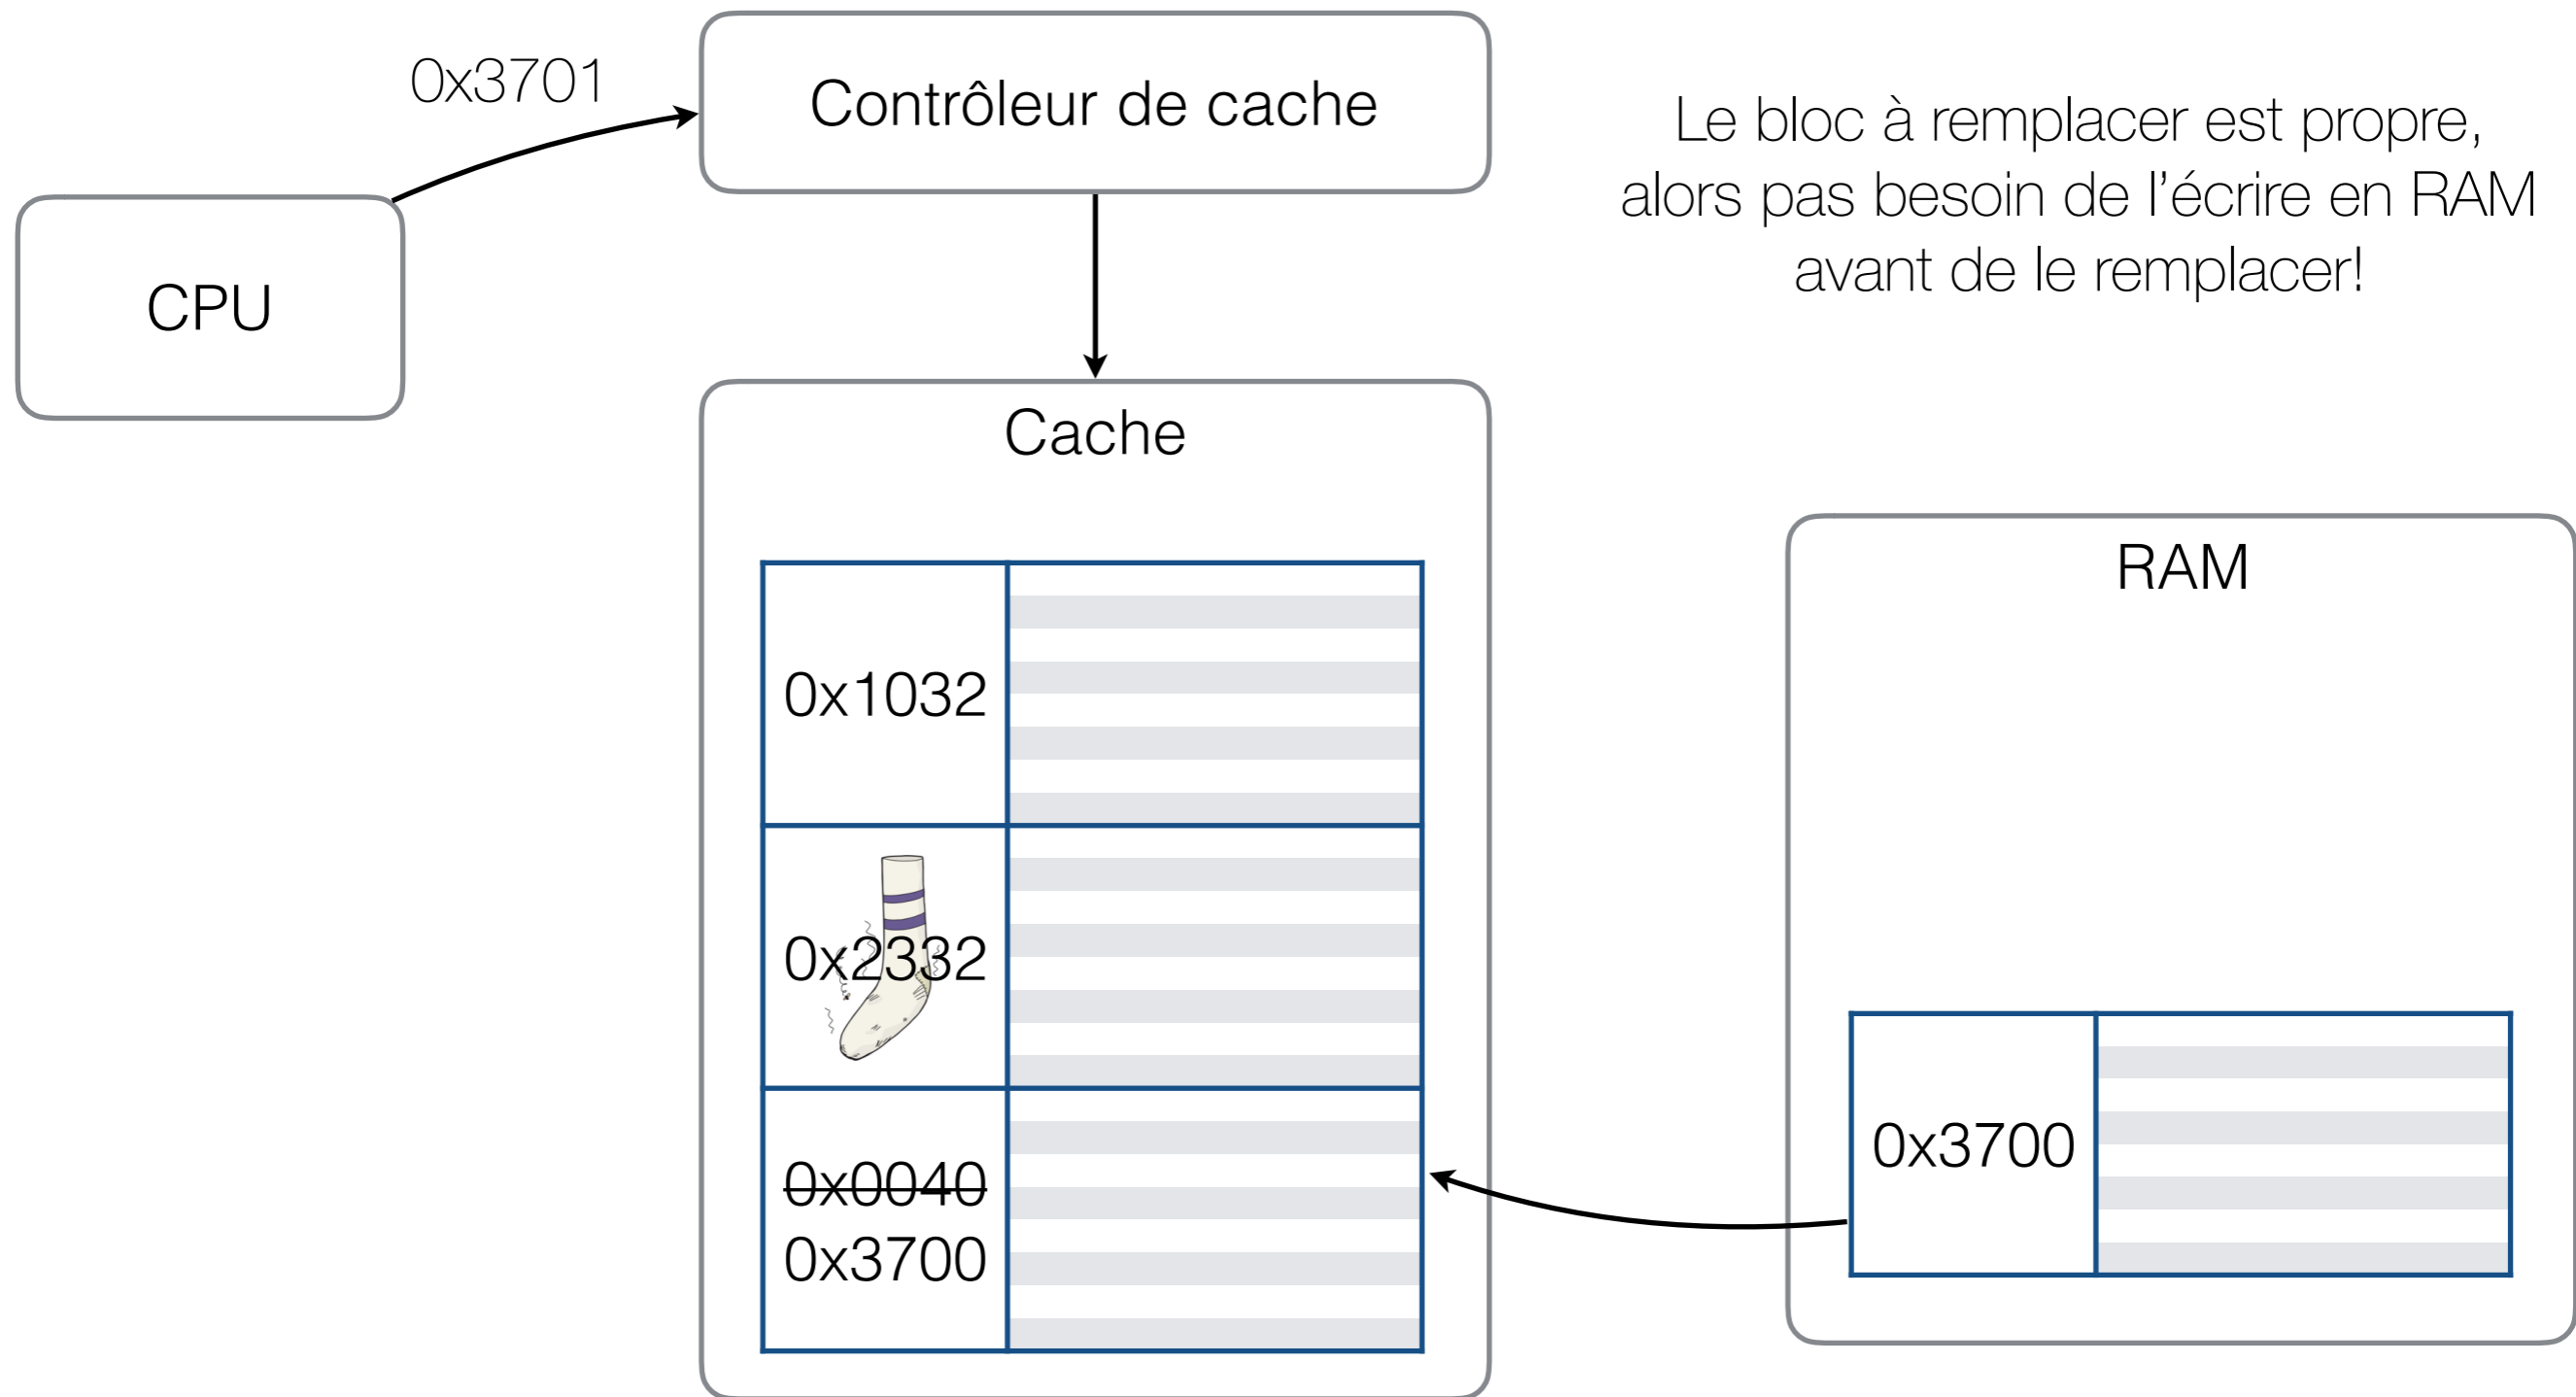 0x3701
Contrôleur de cache
Le bloc à remplacer est propre,
alors pas besoin de l’écrire en RAM
avant de le remplacer!
CPU
Cache
RAM
0x1032
0x2332
0x0040
0x3700
0x3700